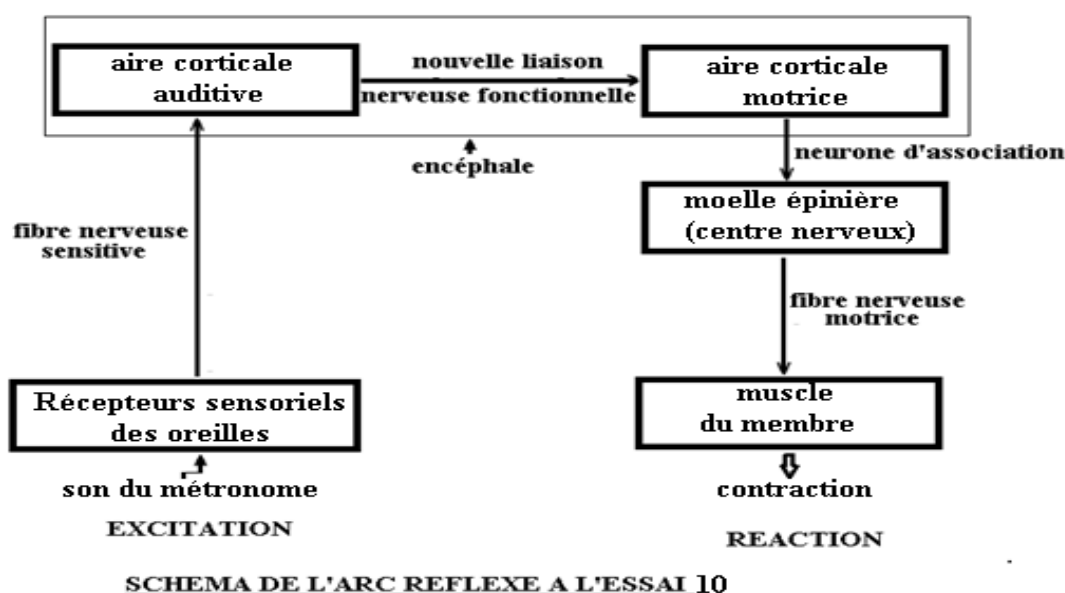 aire corticale
auditive
nouvelle liaison
nerveuse fonctionnelle
aire corticale
motrice
encéphale
neurone d'association
moelle épinière
(centre nerveux)
fibre nerveuse
sensitive
fibre nerveuse
motrice
Récepteurs sensoriels
des oreilles
muscle
du membre
son du métronome
contraction
EXCITATION
REACTION
SCHEMA DE L'ARC REFLEXE A L'ESSAI 10